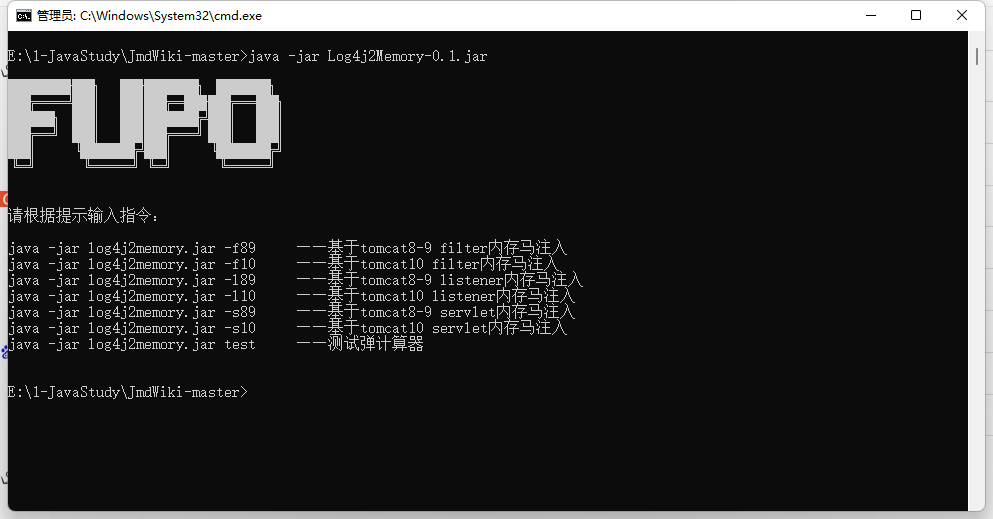 管理员: C:\Windows\System32\cmd.exe
E:\1-JavaStudy\JmdWiki-master>java -jar Log4j2Memory-0.1.jar
FUPO
请根据提示输入指令：
java -jar log4j2memory.jar -f89 ——基于tomcat8-9 filter内存马注入
java -jar log4j2memory.jar -f10 ——基于tomcat10 filter内存马注入
java -jar log4j2memory.jar -l89 ——基于tomcat8-9 listener内存马注入
java -jar log4j2memory.jar -l10 ——基于tomcat10 listener内存马注入
java -jar log4j2memory.jar -s89 ——基于tomcat8-9 servlet内存马注入
java -jar log4j2memory.jar -s10 ——基于tomcat10 servlet内存马注入
java -jar log4j2memory.jar test ——测试弹计算器
E:\1-JavaStudy\JmdWiki-master>